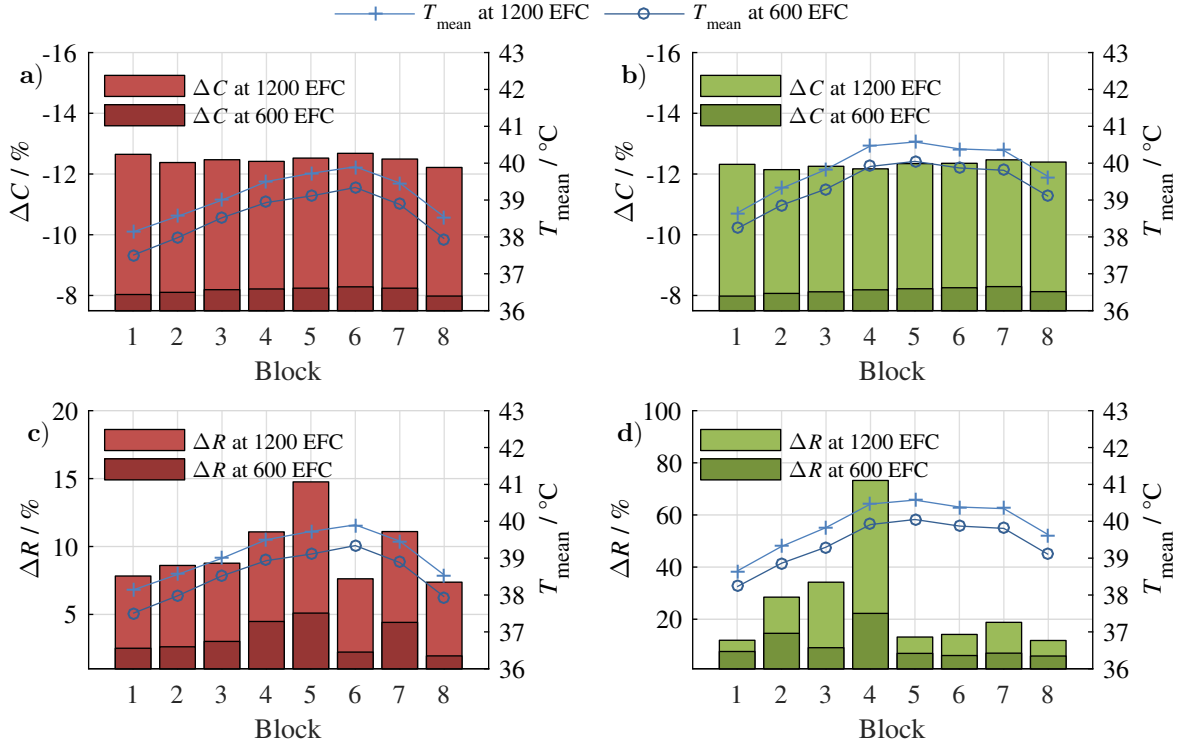 T_mean at 1200 EFC T_mean at 600 EFC
a)
ΔC at 1200 EFC
ΔC at 600 EFC
ΔC / %
-16
-14
-12
-10
-8
43
42
41
40
39
38
37
36
T_mean / °C
1 2 3 4 5 6 7 8
Block
b)
ΔC at 1200 EFC
ΔC at 600 EFC
ΔC / %
-16
-14
-12
-10
-8
43
42
41
40
39
38
37
36
T_mean / °C
1 2 3 4 5 6 7 8
Block
c)
ΔR at 1200 EFC
ΔR at 600 EFC
ΔR / %
20
15
10
5
43
42
41
40
39
38
37
36
T_mean / °C
1 2 3 4 5 6 7 8
Block
d)
ΔR at 1200 EFC
ΔR at 600 EFC
ΔR / %
100
80
60
40
20
43
42
41
40
39
38
37
36
T_mean / °C
1 2 3 4 5 6 7 8
Block